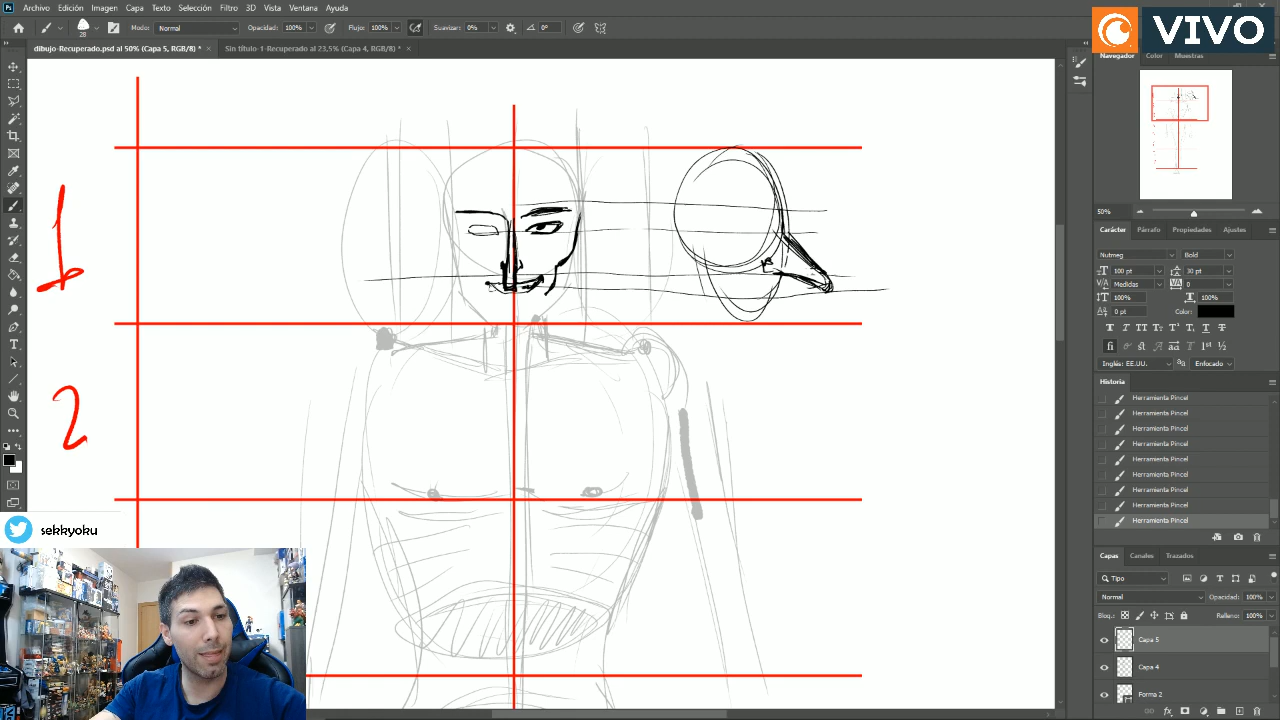 Archivo Edición Imagen Capa Texto Selección Filtro 3D Vista Ventana Ayuda
Modo: Normal Opacidad: 100% Flujo: 100% Suavizar: 0% 0°
28
dibujo-Recuperado.psd al 50% (Capa 5, RGB/8) *
Sin título-1-Recuperado al 23,5% (Capa 4, RGB/8) *
VIVO
Navegador Color Muestras
50%
Carácter Párrafo Propiedades Ajustes
Nutmeg Bold
100 pt 30 pt
Medidas 0
100% 100%
0 pt Color:
Inglés: EE.UU. Enfocado
Historia
Herramienta Pincel
Herramienta Pincel
Herramienta Pincel
Herramienta Pincel
Herramienta Pincel
Herramienta Pincel
Herramienta Pincel
Herramienta Pincel
Herramienta Pincel
Capas Canales Trazados
Tipo
Normal Opacidad: 100%
Bloq.: Relleno: 100%
Capa 5
Capa 4
Forma 2
1
2
sekkyoku